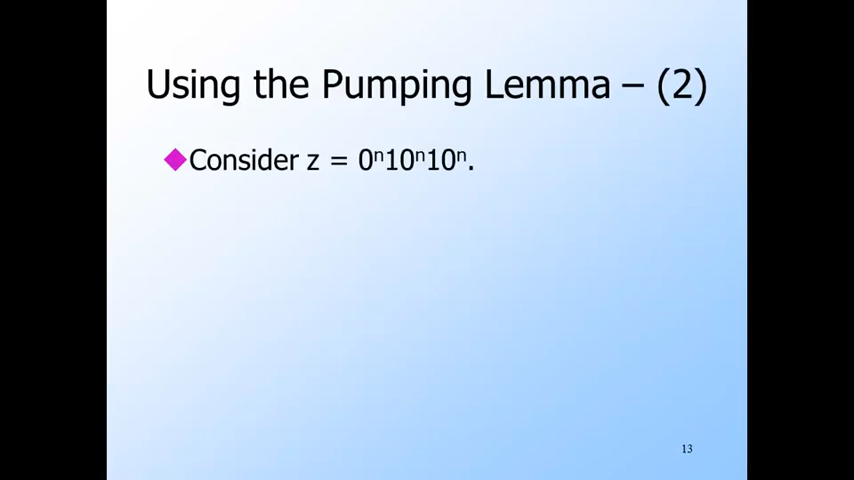 Using the Pumping Lemma – (2)
Consider z = 0ⁿ10ⁿ10ⁿ.
13